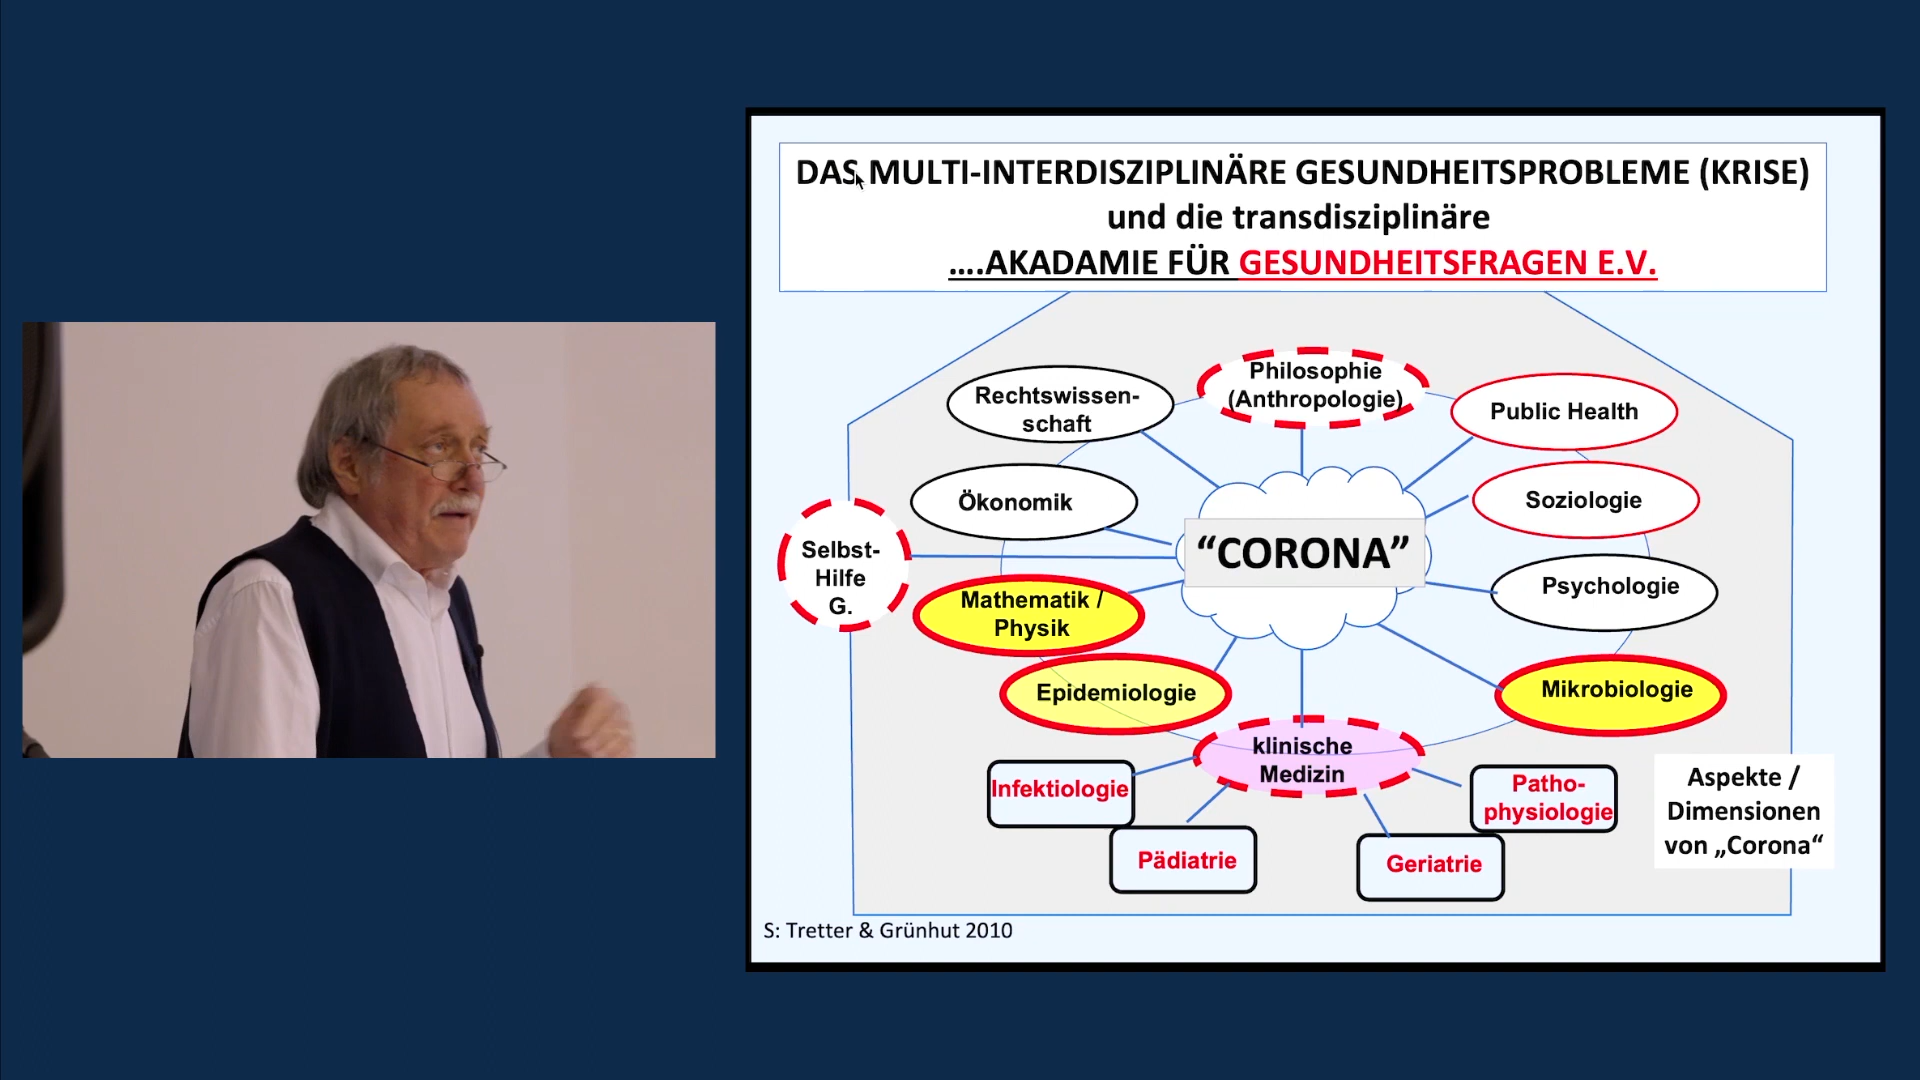 DAS MULTI-INTERDISZIPLINÄRE GESUNDHEITSPROBLEME (KRISE)
und die transdisziplinäre
….AKADAMIE FÜR GESUNDHEITSFRAGEN E.V.
Philosophie
(Anthropologie)
Rechtswissen-
schaft
Public Health
Ökonomik
Soziologie
Selbst-
Hilfe
G.
“CORONA”
Mathematik /
Physik
Psychologie
Epidemiologie
Mikrobiologie
klinische
Medizin
Infektiologie
Patho-
physiologie
Pädiatrie
Geriatrie
Aspekte /
Dimensionen
von „Corona“
S: Tretter & Grünhut 2010